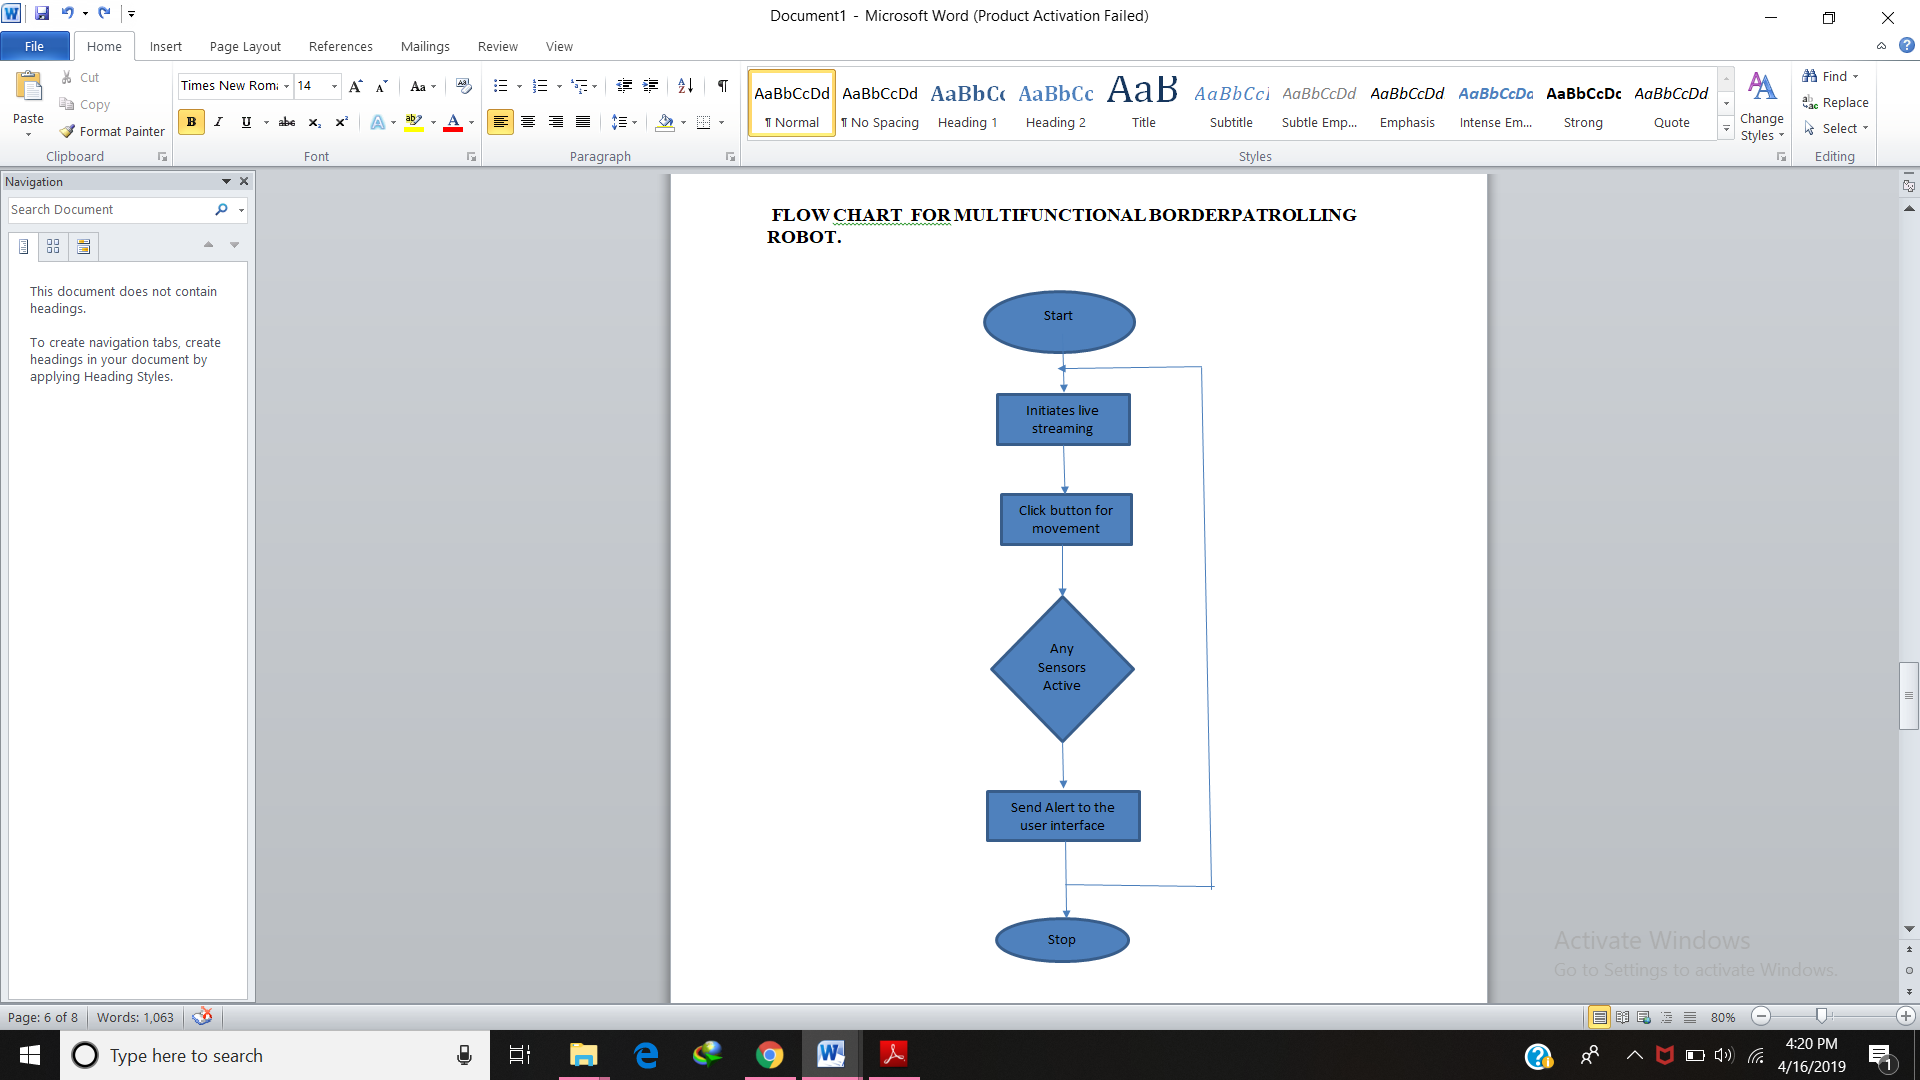 Document1 - Microsoft Word (Product Activation Failed)
File Home Insert Page Layout References Mailings Review View
Paste
Cut
Copy
Format Painter
Clipboard
Times New Rom 14
Font
Paragraph
AaBbCcDd AaBbCcDd AaBbCc AaBbCc AaB AaBbCcI AaBbCcDd AaBbCcDd AaBbCcDd AaBbCcDc AaBbCcDd
¶ Normal ¶ No Spacing Heading 1 Heading 2 Title Subtitle Subtle Emp... Emphasis Intense Em... Strong Quote
Change
Styles
Styles
Find
Replace
Select
Editing
Navigation
Search Document
This document does not contain
headings.
To create navigation tabs, create
headings in your document by
applying Heading Styles.
FLOW CHART FOR MULTIFUNCTIONAL BORDERPATROLLING
ROBOT.
Start
Initiates live
streaming
Click button for
movement
Any
Sensors
Active
Send Alert to the
user interface
Stop
Activate Windows
Go to Settings to activate Windows.
Page: 6 of 8 Words: 1,063
80%
Type here to search
4:20 PM
4/16/2019
1